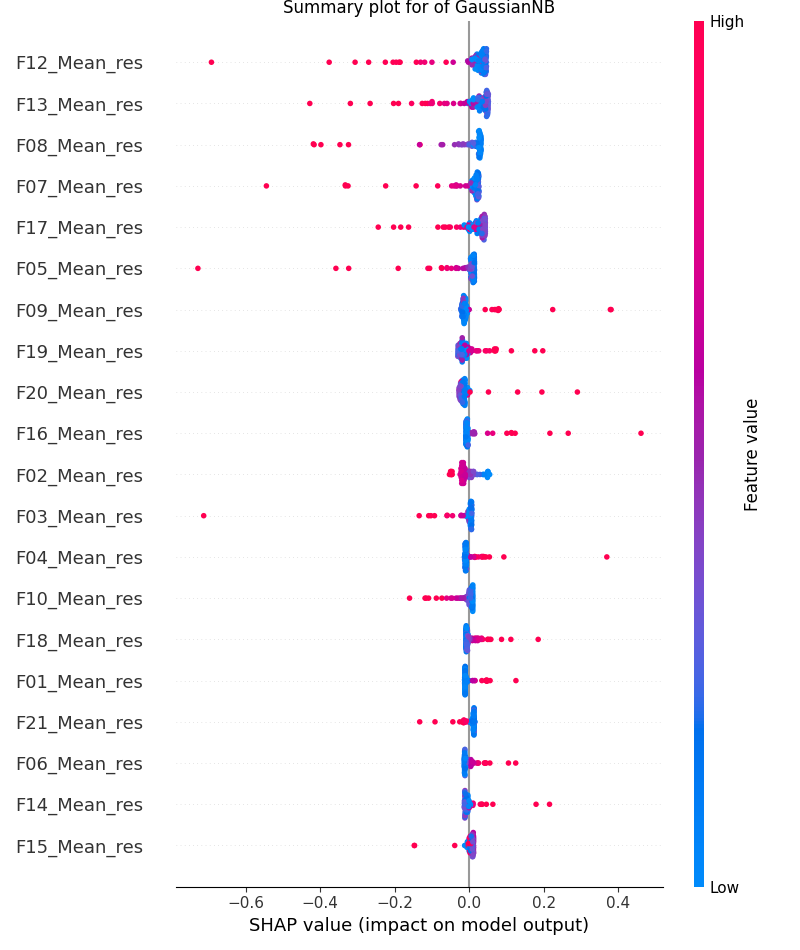 Summary plot for of GaussianNB
High
F12_Mean_res
F13_Mean_res
F08_Mean_res
F07_Mean_res
F17_Mean_res
F05_Mean_res
F09_Mean_res
F19_Mean_res
F20_Mean_res
F16_Mean_res
F02_Mean_res
F03_Mean_res
F04_Mean_res
F10_Mean_res
F18_Mean_res
F01_Mean_res
F21_Mean_res
F06_Mean_res
F14_Mean_res
F15_Mean_res
Feature value
Low
−0.6 −0.4 −0.2 0.0 0.2 0.4
SHAP value (impact on model output)